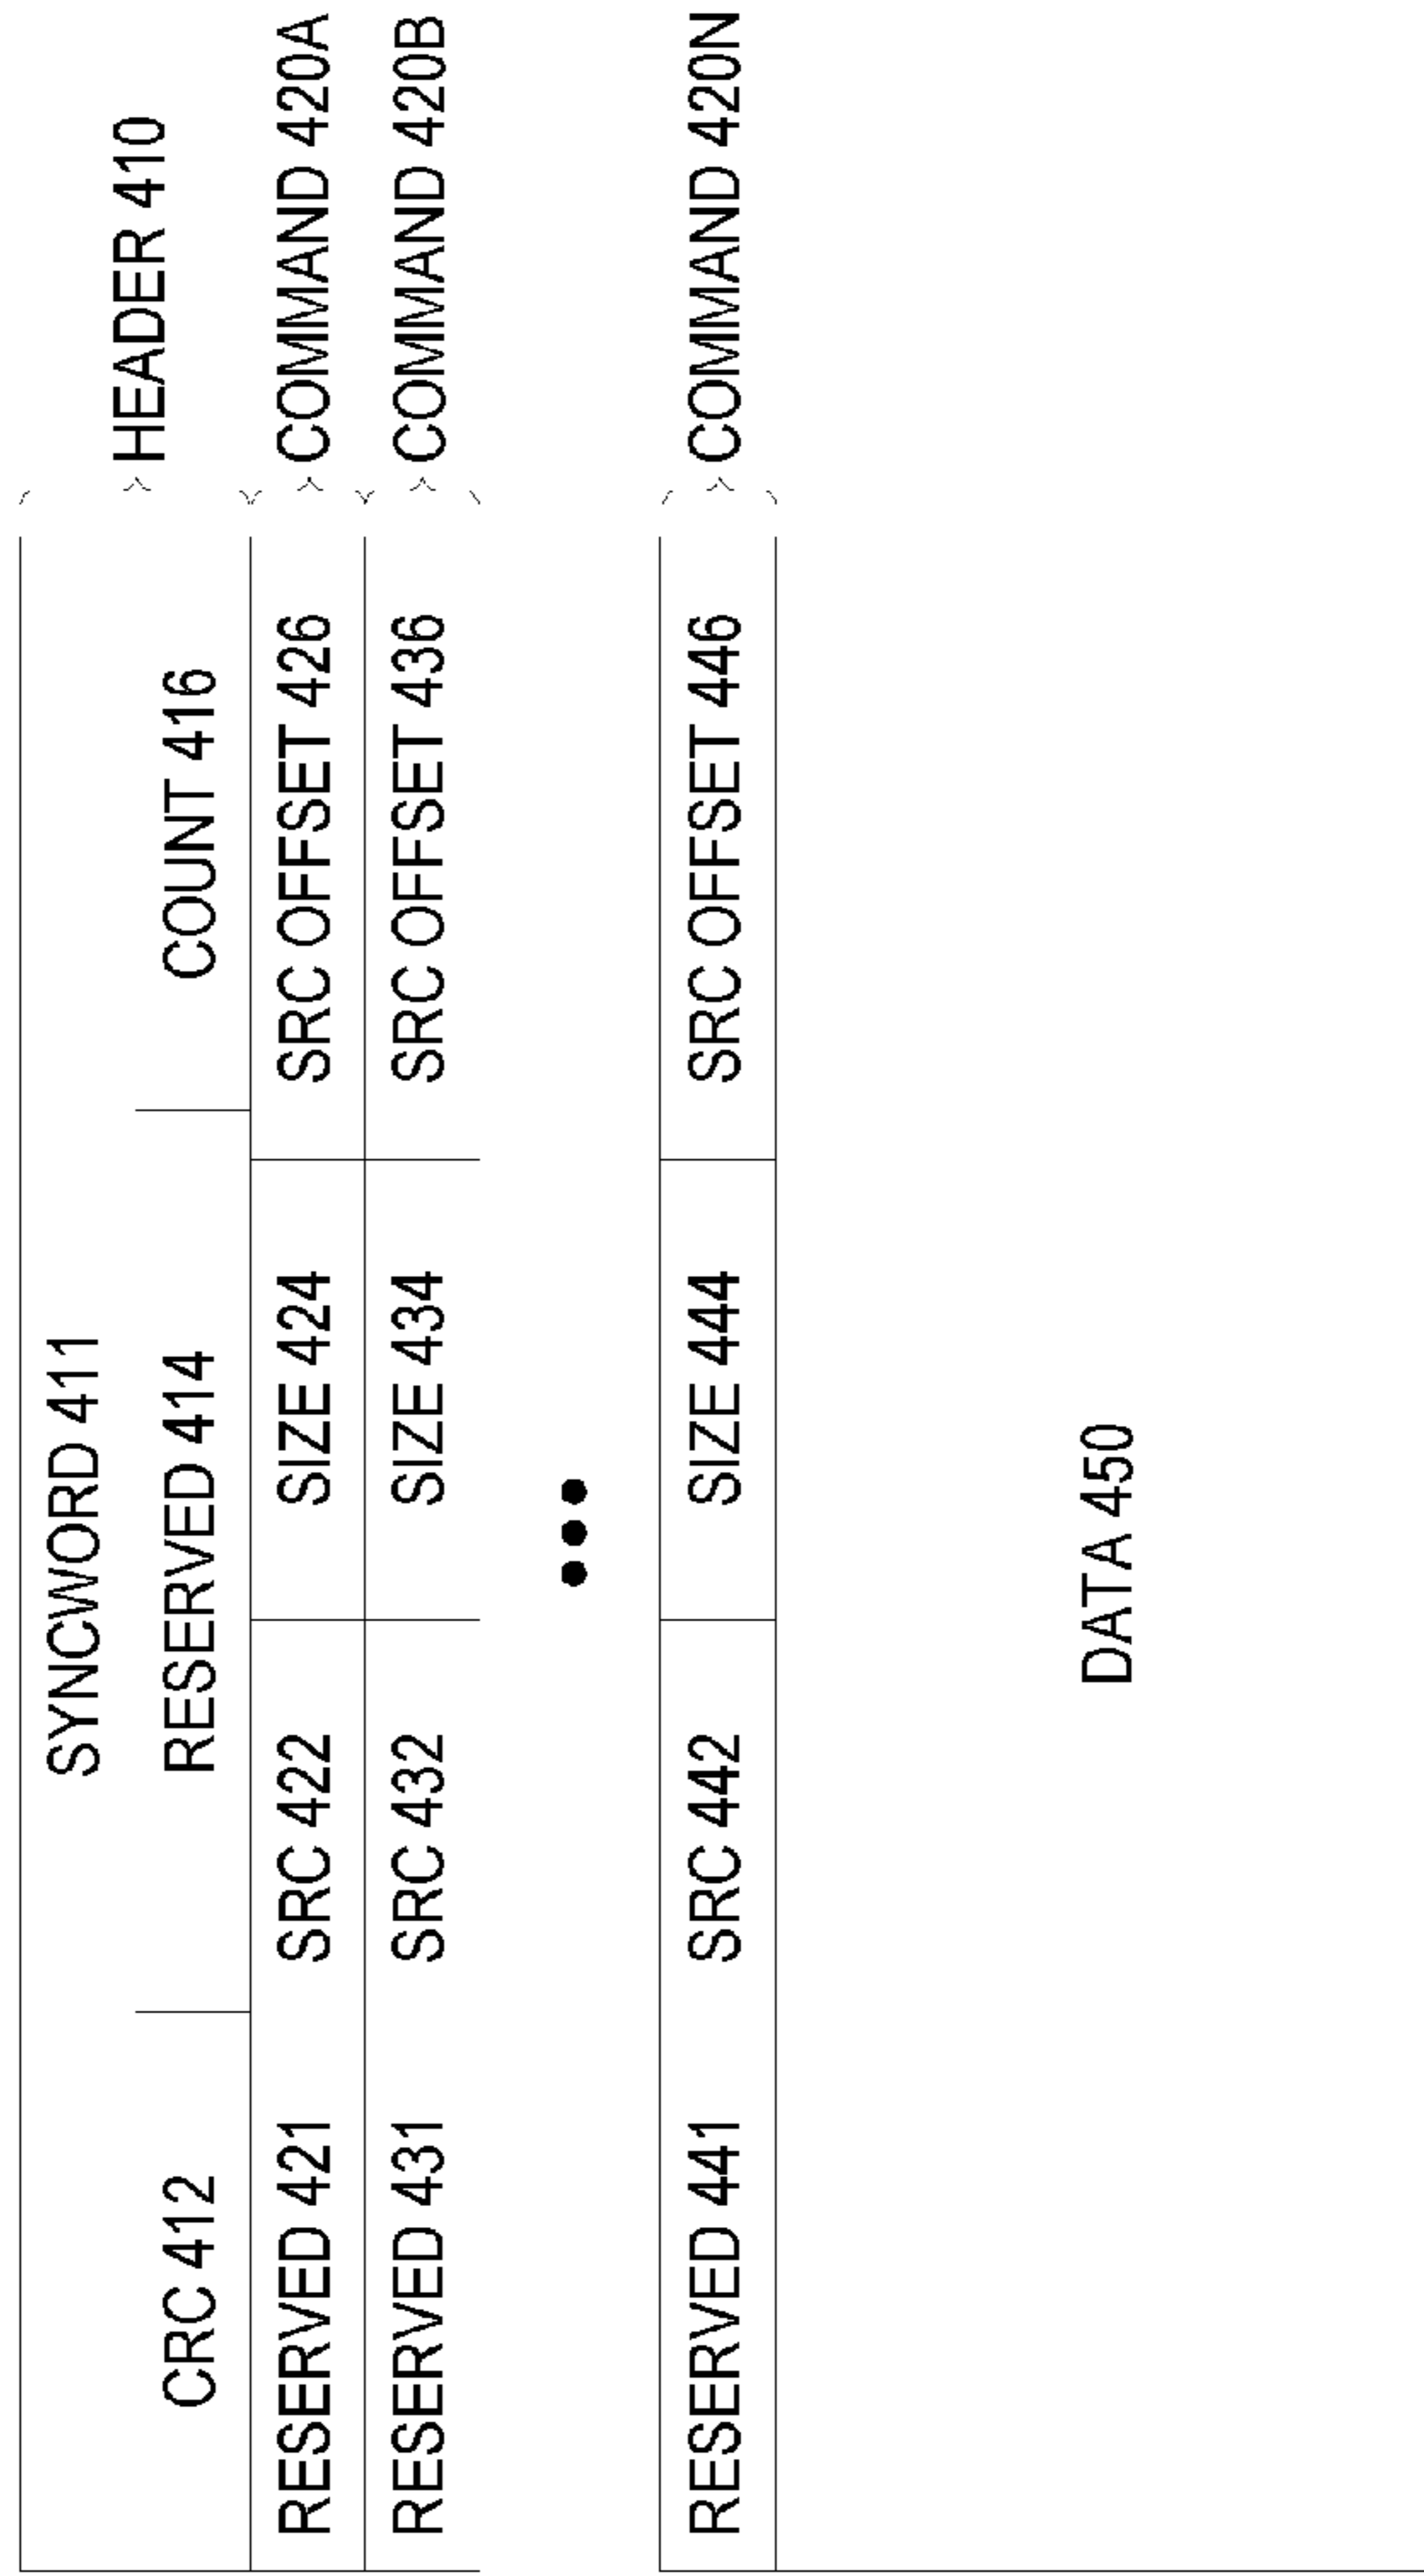 SYNCWORD 411
HEADER 410
CRC 412 RESERVED 414 COUNT 416
RESERVED 421 SRC 422 SIZE 424 SRC OFFSET 426 COMMAND 420A
RESERVED 431 SRC 432 SIZE 434 SRC OFFSET 436 COMMAND 420B
RESERVED 441 SRC 442 SIZE 444 SRC OFFSET 446 COMMAND 420N
DATA 450